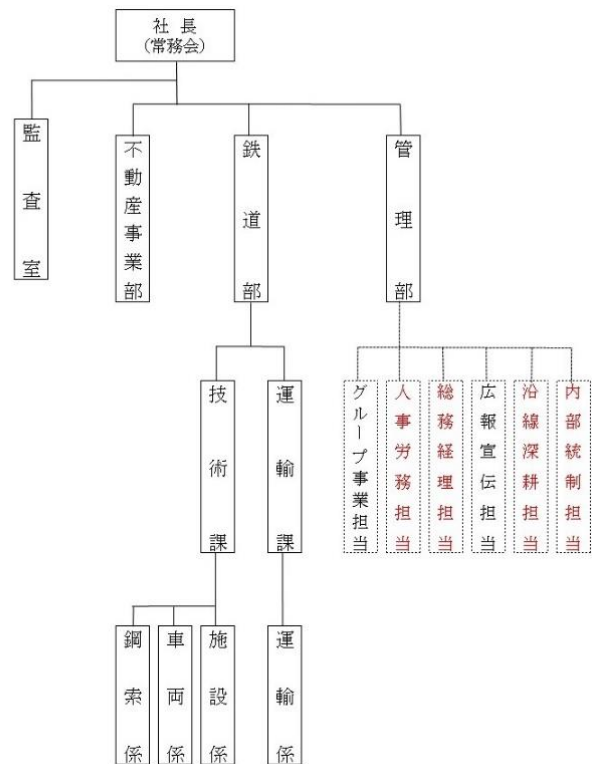 社長
(常務会)
監査室
不動産事業部
鉄道部
管理部
技術課
運輸課
グループ事業担当
人事労務担当
総務経理担当
広報宣伝担当
沿線深耕担当
内部統制担当
鋼索係
車両係
施設係
運輸係